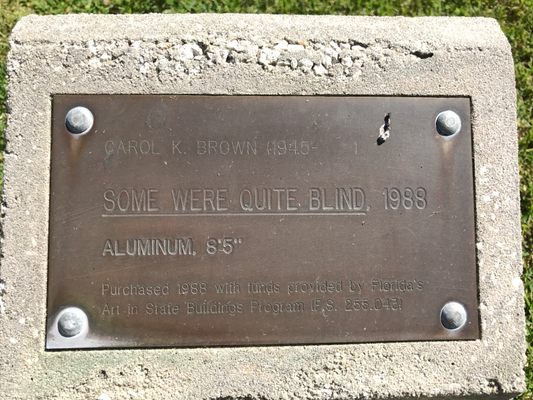 CAROL K. BROWN (1945-     )
SOME WERE QUITE BLIND, 1988
ALUMINUM, 8'5"
Purchased 1988 with funds provided by Florida's
Art in State Buildings Program (F.S. 255.043)